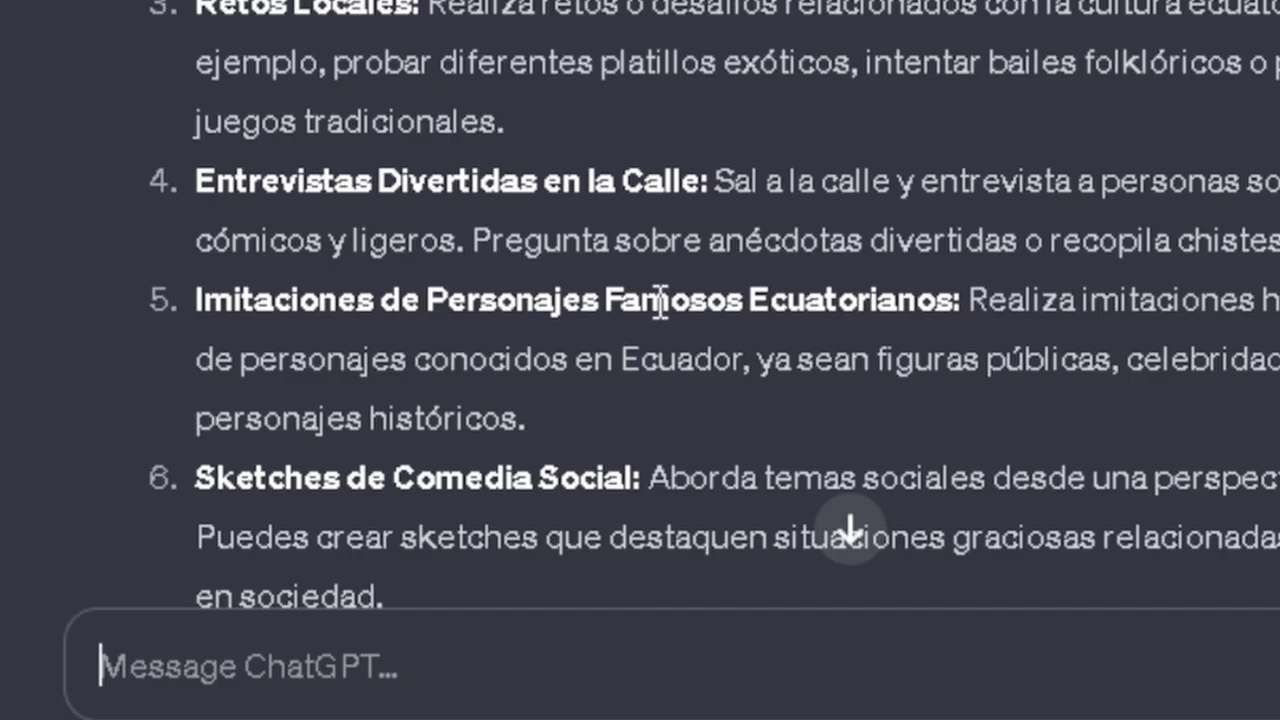 3. Retos Locales: Realiza retos o desafíos relacionados con la cultura
ejemplo, probar diferentes platillos exóticos, intentar bailes folklóricos o
juegos tradicionales.
4. Entrevistas Divertidas en la Calle: Sal a la calle y entrevista a personas
cómicos y ligeros. Pregunta sobre anécdotas divertidas o recopila chistes
5. Imitaciones de Personajes Famosos Ecuatorianos: Realiza imitaciones
de personajes conocidos en Ecuador, ya sean figuras públicas,
personajes históricos.
6. Sketches de Comedia Social: Aborda temas sociales desde una
Puedes crear sketches que destaquen situaciones graciosas
en sociedad.
Message ChatGPT...